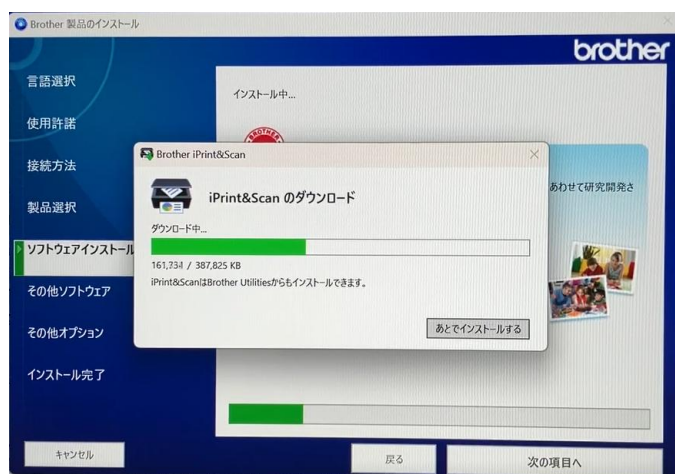 Brother 製品のインストール
brother
言語選択
使用許諾
接続方法
製品選択
ソフトウェアインストール
その他ソフトウェア
その他オプション
インストール完了
インストール中...
BROTHER
あわせて研究開発さ
Brother iPrint&Scan
iPrint&Scan のダウンロード
ダウンロード中...
161,734 / 387,825 KB
iPrint&ScanはBrother Utilitiesからもインストールできます。
あとでインストールする
キャンセル
戻る
次の項目へ